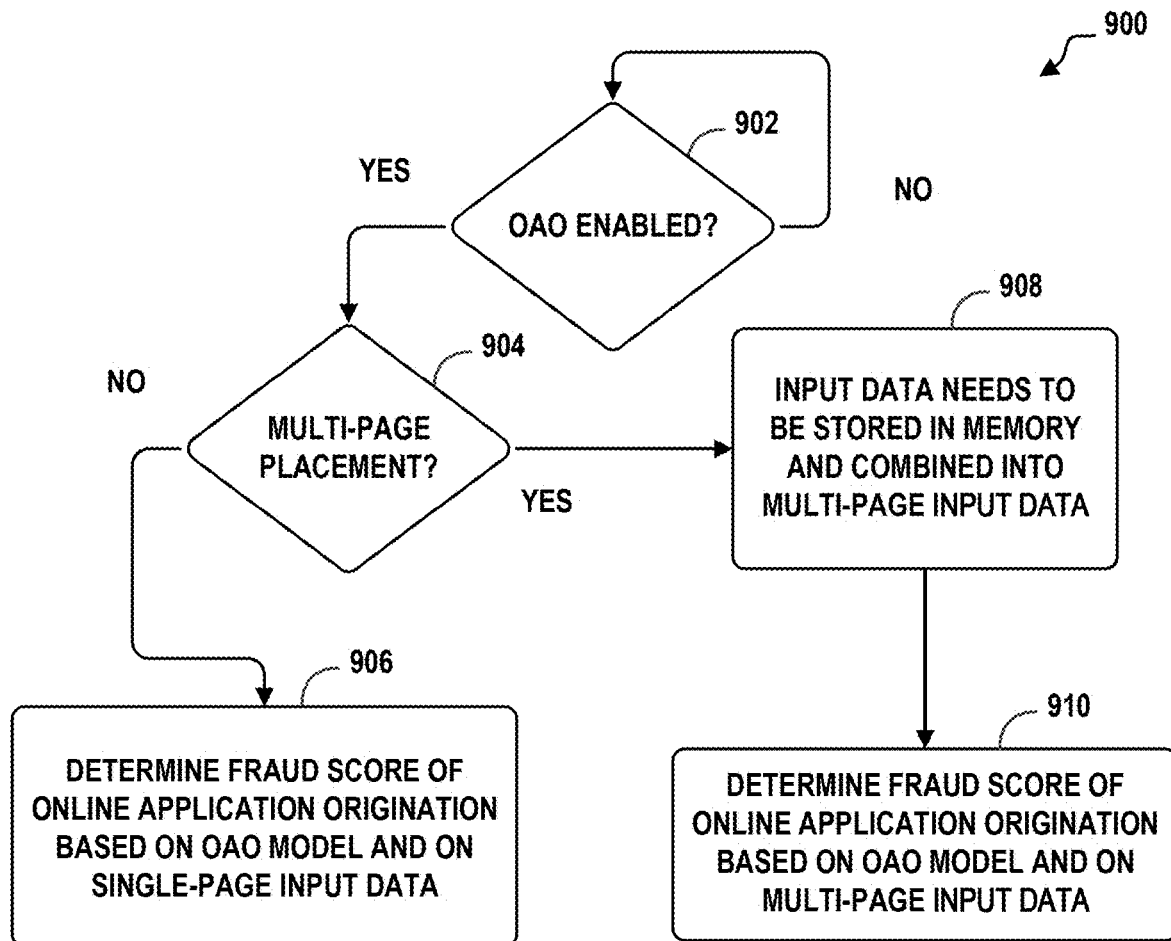 900
902
YES
NO
OAO ENABLED?
908
904
NO
MULTI-PAGE
PLACEMENT?
YES
INPUT DATA NEEDS TO
BE STORED IN MEMORY
AND COMBINED INTO
MULTI-PAGE INPUT DATA
906
DETERMINE FRAUD SCORE OF
ONLINE APPLICATION ORIGINATION
BASED ON OAO MODEL AND ON
SINGLE-PAGE INPUT DATA
910
DETERMINE FRAUD SCORE OF
ONLINE APPLICATION ORIGINATION
BASED ON OAO MODEL AND ON
MULTI-PAGE INPUT DATA